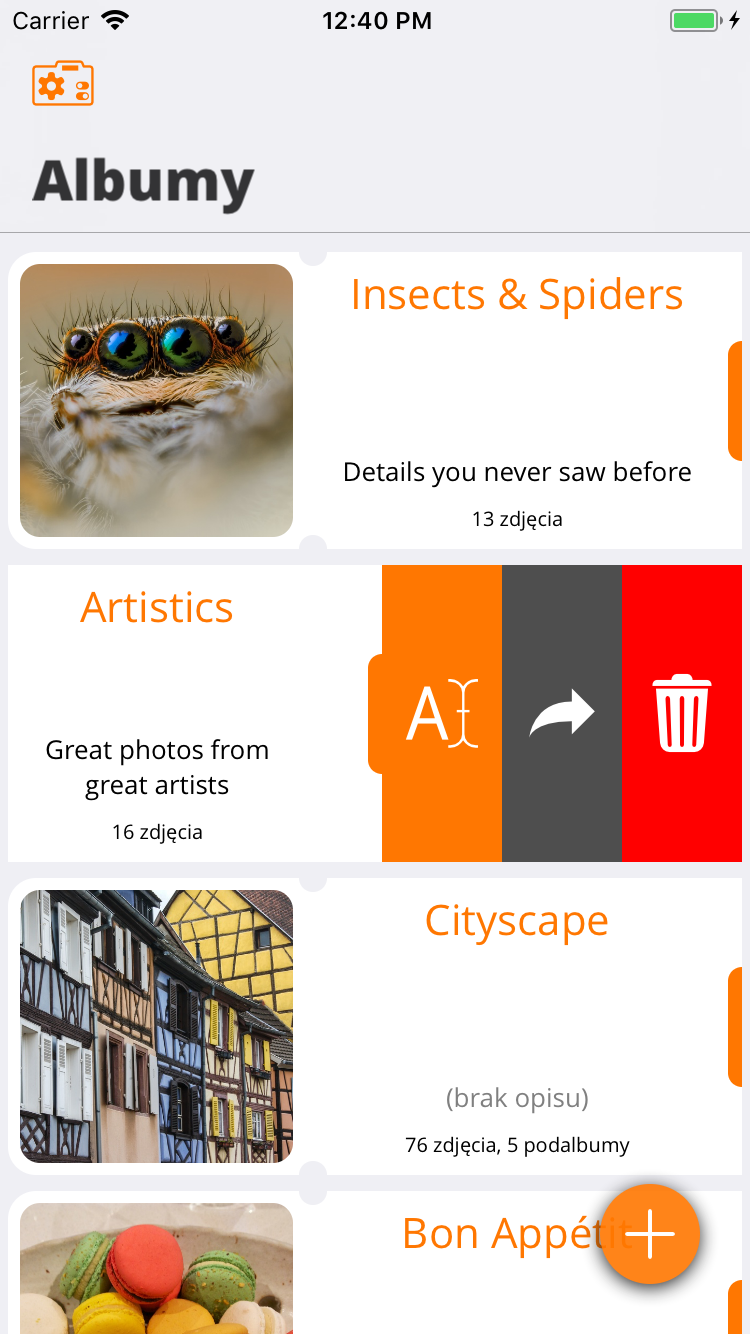 Carrier 12:40 PM
Albumy
Insects & Spiders
Details you never saw before
13 zdjęcia
Artistics
Great photos from
great artists
16 zdjęcia
A
Cityscape
(brak opisu)
76 zdjęcia, 5 podalbumy
Bon Appétit